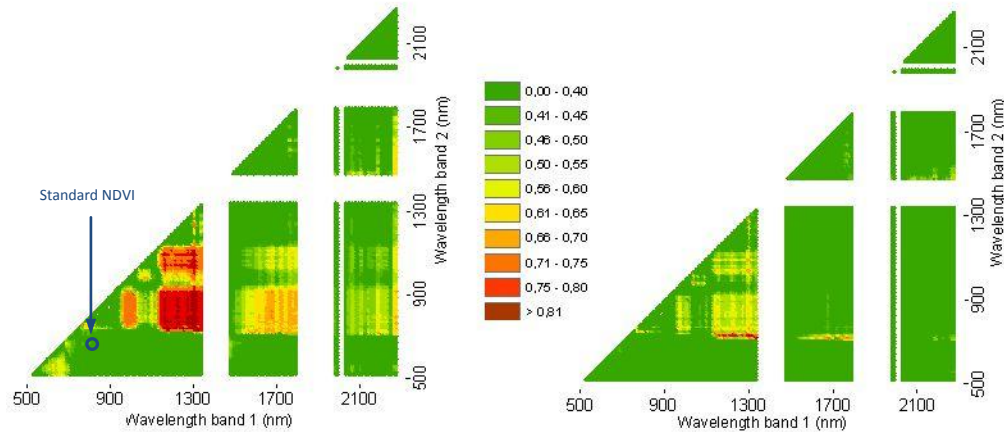 Standard NDVI
2100
1700
1300
900
500
Wavelength band 2 (nm)
500 900 1300 1700 2100
Wavelength band 1 (nm)
0,00 - 0,40
0,41 - 0,45
0,46 - 0,50
0,50 - 0,55
0,56 - 0,60
0,61 - 0,65
0,66 - 0,70
0,71 - 0,75
0,75 - 0,80
> 0,81
2100
1700
1300
900
500
Wavelength band 2 (nm)
500 900 1300 1700 2100
Wavelength band 1 (nm)